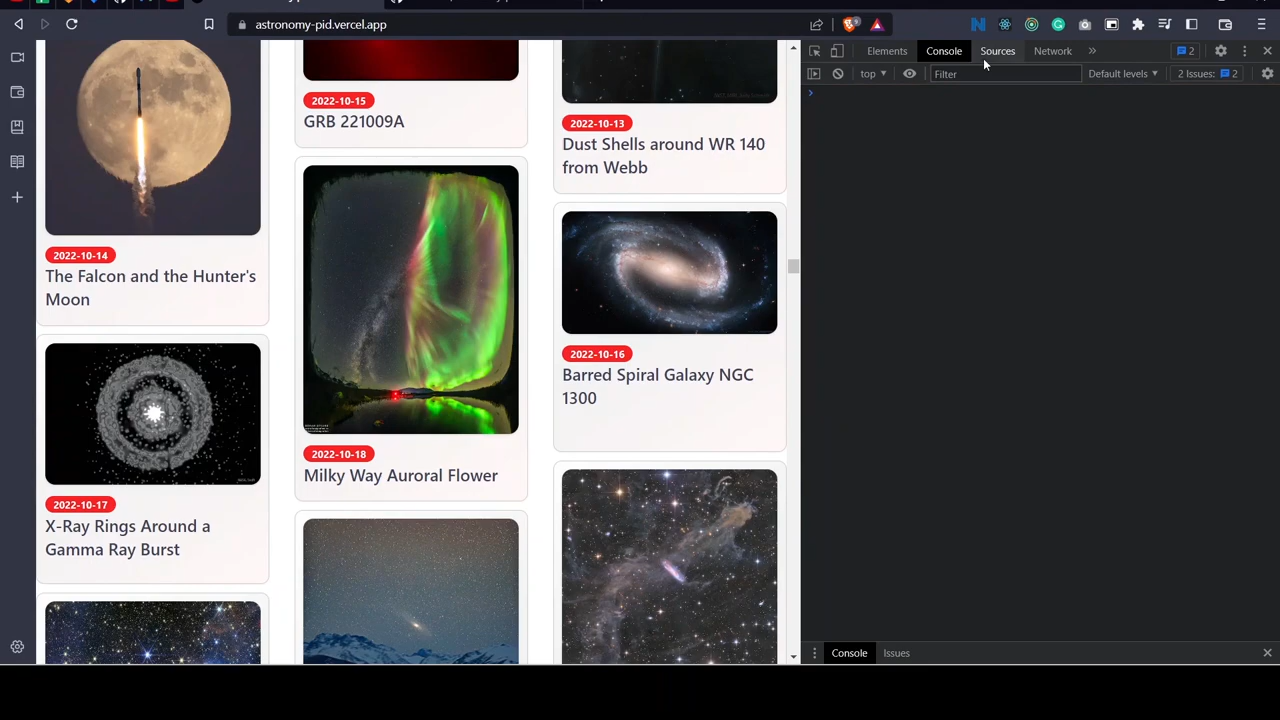 astronomy-pid.vercel.app
9
2022-10-14
The Falcon and the Hunter's
Moon
2022-10-17
X-Ray Rings Around a
Gamma Ray Burst
2022-10-15
GRB 221009A
2022-10-18
Milky Way Auroral Flower
2022-10-13
Dust Shells around WR 140
from Webb
2022-10-16
Barred Spiral Galaxy NGC
1300
Elements Console Sources Network 2
top Filter Default levels 2 Issues: 2
Console Issues